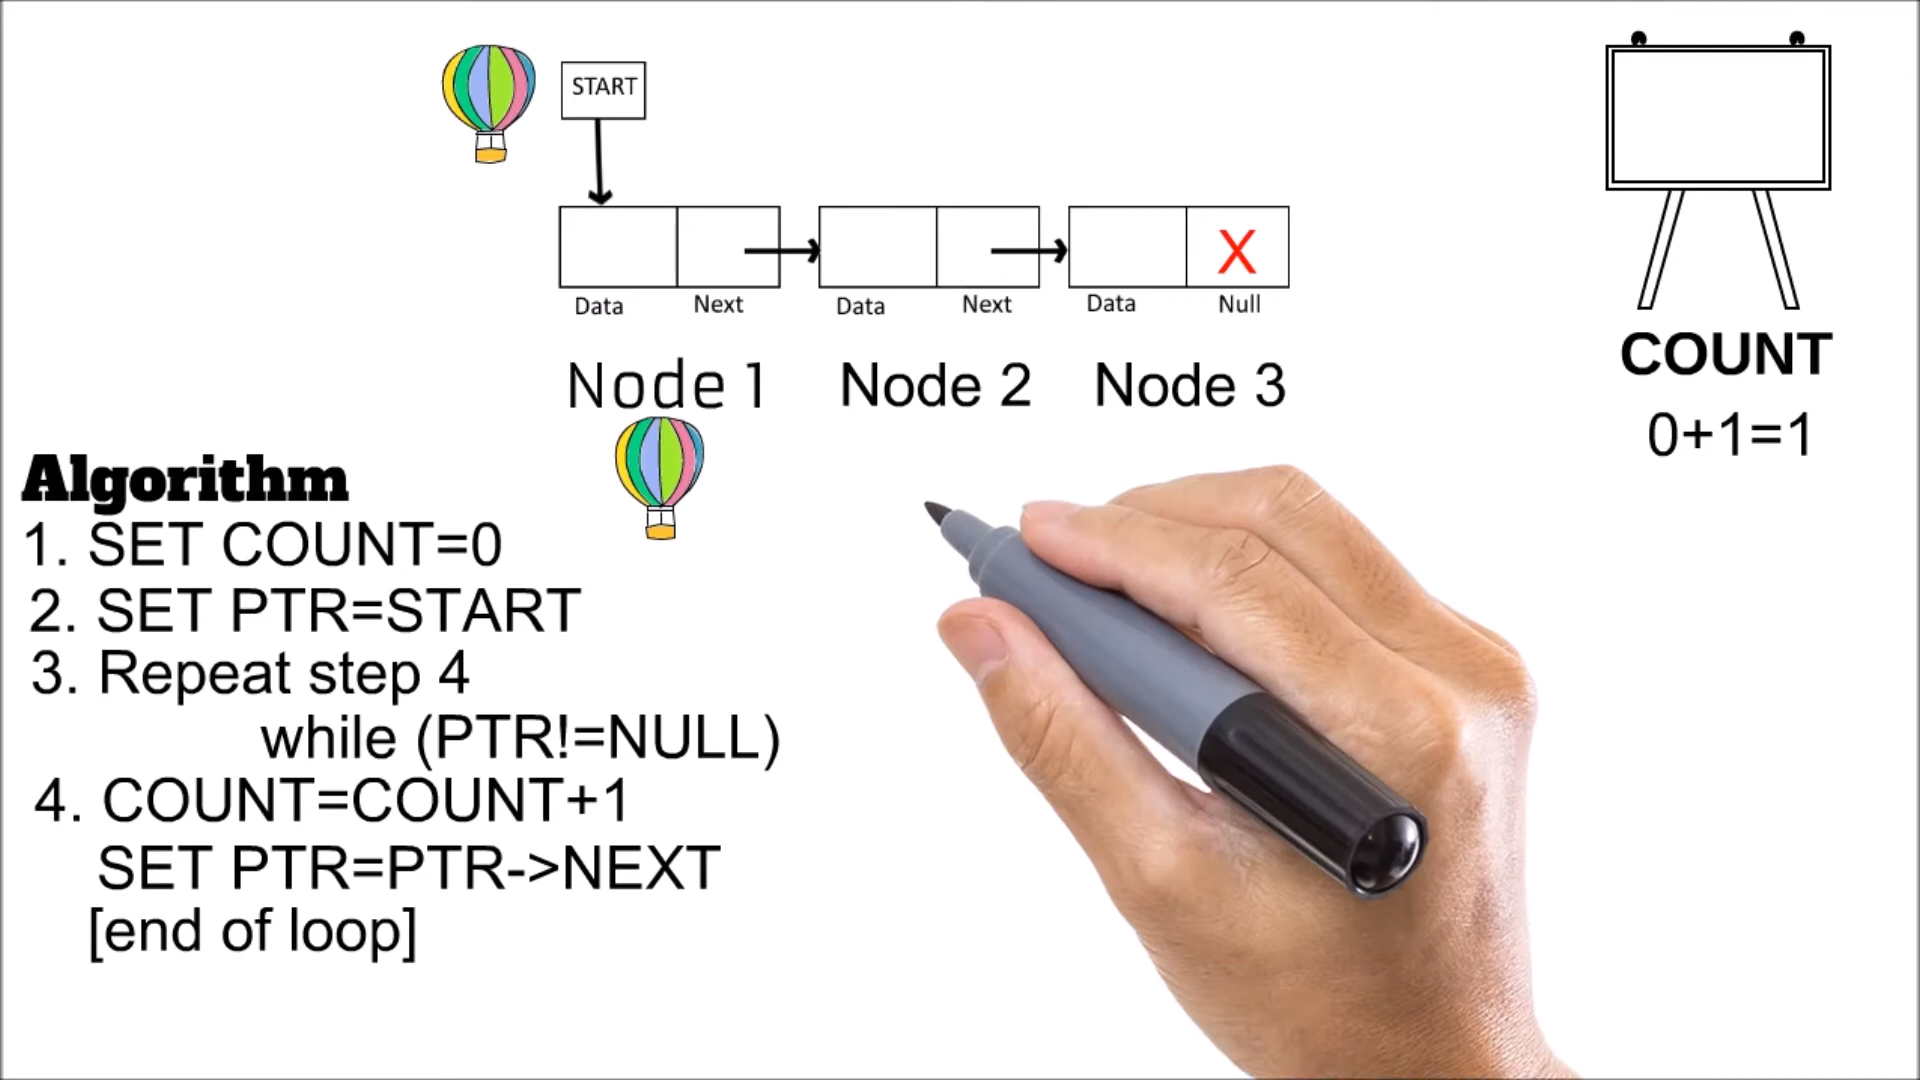 START
X
Data Next Data Next Data Null
Node 1 Node 2 Node 3
COUNT
0+1=1
Algorithm
1. SET COUNT=0
2. SET PTR=START
3. Repeat step 4
while (PTR!=NULL)
4. COUNT=COUNT+1
SET PTR=PTR->NEXT
[end of loop]